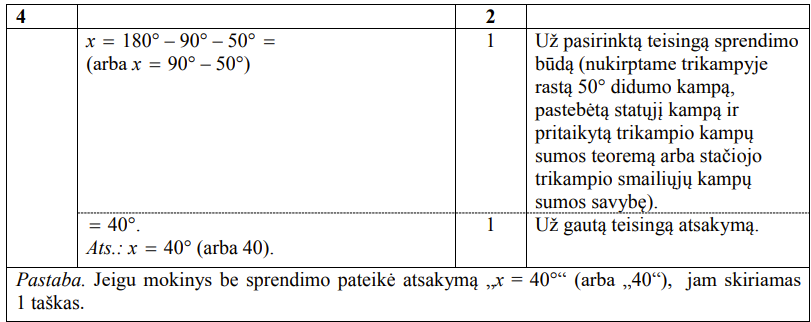 4 2
x = 180° – 90° – 50° = 1 Už pasirinktą teisingą sprendimo
(arba x = 90° – 50°) būdą (nukirptame trikampyje
rastą 50° didumo kampą,
pastebėtą statųjį kampą ir
pritaikytą trikampio kampų
sumos teoremą arba stačiojo
trikampio smailiųjų kampų
sumos savybę).
= 40°. 1 Už gautą teisingą atsakymą.
Ats.: x = 40° (arba 40).
Pastaba. Jeigu mokinys be sprendimo pateikė atsakymą „x = 40°“ (arba „40“), jam skiriamas
1 taškas.